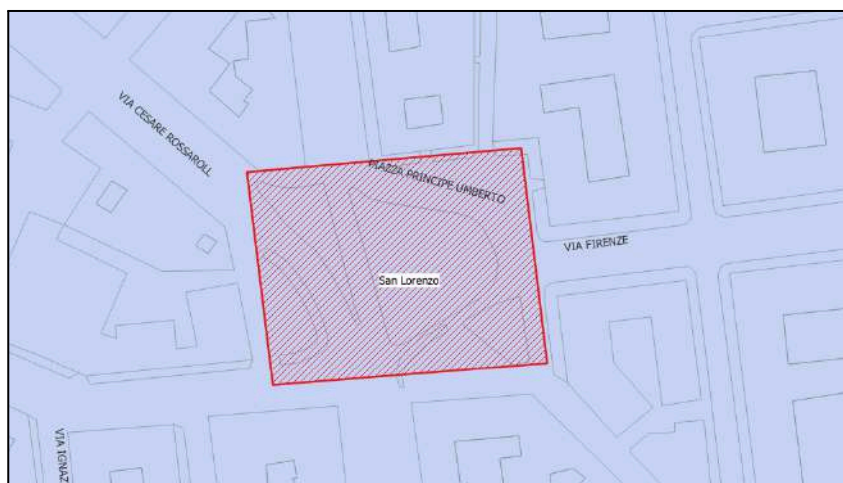 VIA CESARE ROSSAROLL
PIAZZA PRINCIPE UMBERTO
VIA FIRENZE
San Lorenzo
VIA IGNAZ